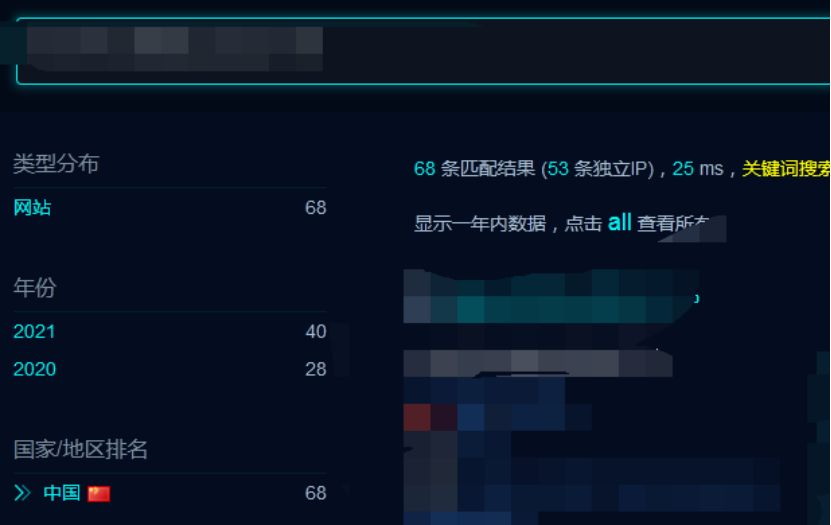 类型分布
网站 68
年份
2021 40
2020 28
国家/地区排名
中国 68
68 条匹配结果 (53 条独立IP)，25 ms，关键词搜索
显示一年内数据，点击 all 查看所有